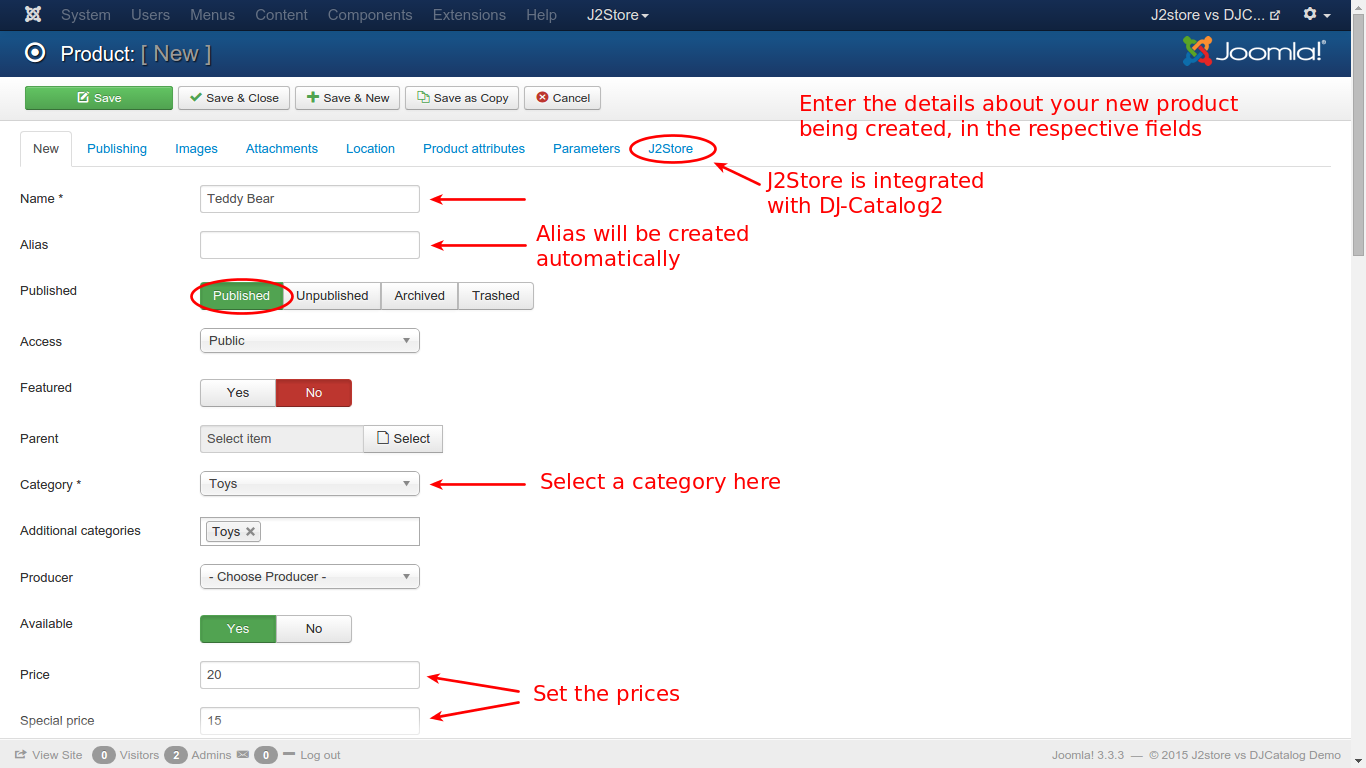 System Users Menus Content Components Extensions Help J2Store J2store vs DJC...
Product: [ New ] Joomla!®
Save Save & Close Save & New Save as Copy Cancel
Enter the details about your new product
being created, in the respective fields
New Publishing Images Attachments Location Product attributes Parameters J2Store
J2Store is integrated
with DJ-Catalog2
Name * Teddy Bear
Alias
Alias will be created
automatically
Published Published Unpublished Archived Trashed
Access Public
Featured Yes No
Parent Select item Select
Category * Toys Select a category here
Additional categories Toys
Producer - Choose Producer -
Available Yes No
Price 20
Set the prices
Special price 15
View Site 0 Visitors 2 Admins 0 Log out Joomla! 3.3.3 — © 2015 J2store vs DJCatalog Demo